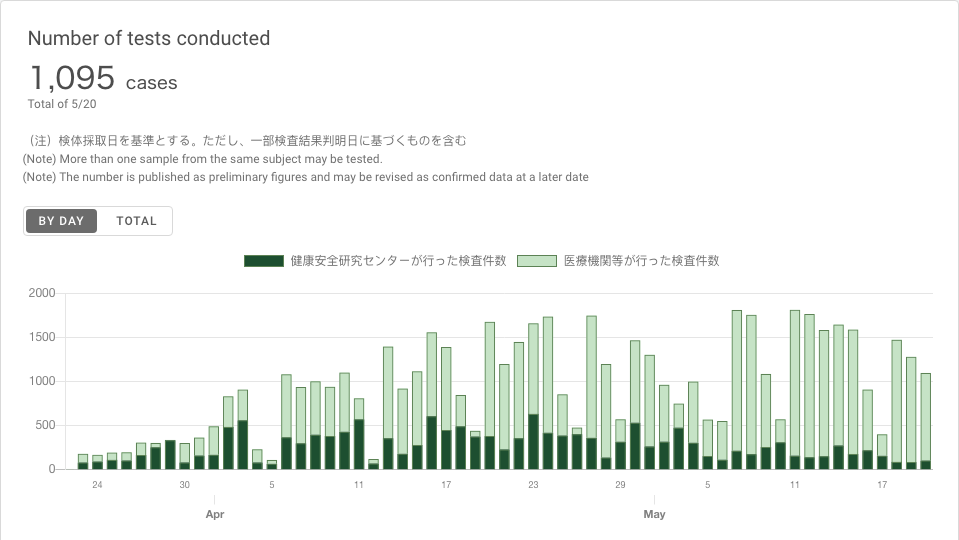 Number of tests conducted
1,095 cases
Total of 5/20
（注）検体採取日を基準とする。ただし、一部検査結果判明日に基づくものを含む
(Note) More than one sample from the same subject may be tested.
(Note) The number is published as preliminary figures and may be revised as confirmed data at a later date
BY DAY TOTAL
健康安全研究センターが行った検査件数 医療機関等が行った検査件数
2000
1500
1000
500
0
24 30 5 11 17 23 29 5 11 17
Apr May